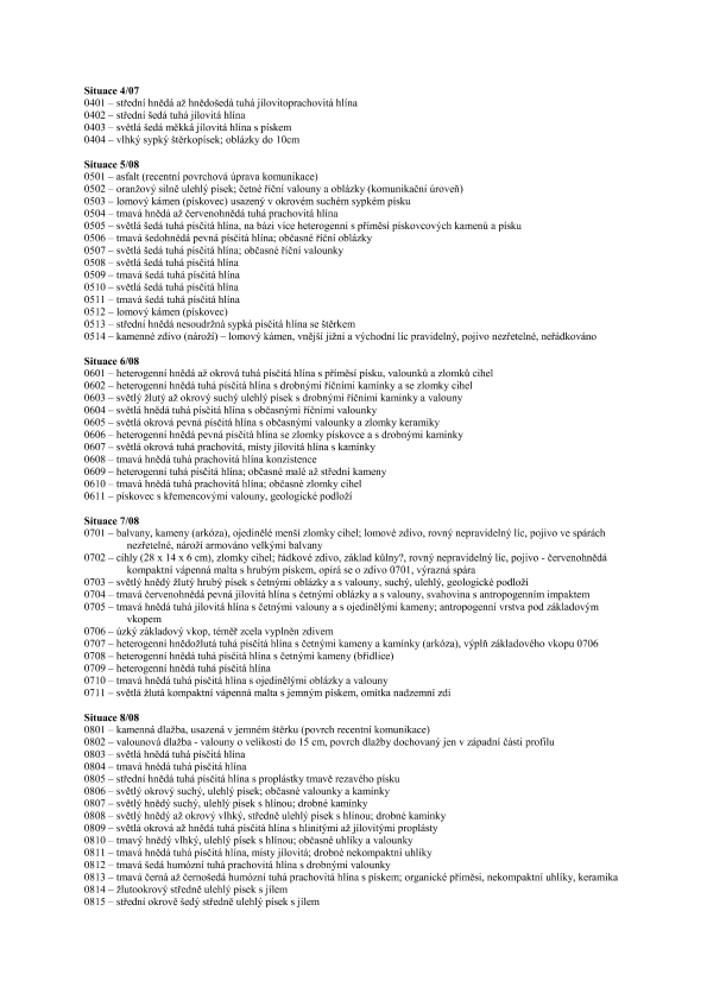 Situace 4/07
0401 – střední hnědá až hnědošedá tuhá jílovitoprachovitá hlína
0402 – střední šedá tuhá jílovitá hlína
0403 – světlá šedá měkká jílovitá hlína s pískem
0404 – vlhký sypký štěrkopísek; oblázky do 10cm
Situace 5/08
0501 – asfalt (recentní povrchová úprava komunikace)
0502 – oranžový silně ulehlý písek; četné říční valouny a oblázky (komunikační úroveň)
0503 – lomový kámen (pískovec) usazený v okrovém suchém sypkém písku
0504 – tmavá hnědá až červenohnědá tuhá prachovitá hlína
0505 – světlá šedá tuhá písčitá hlína, na bázi více heterogenní s příměsí pískovcových kamenů a písku
0506 – tmavá šedohnědá pevná písčitá hlína; občasné říční oblázky
0507 – světlá šedá tuhá písčitá hlína; občasné říční valounky
0508 – světlá šedá tuhá písčitá hlína
0509 – tmavá šedá tuhá písčitá hlína
0510 – světlá šedá tuhá písčitá hlína
0511 – tmavá šedá tuhá písčitá hlína
0512 – lomový kámen (pískovec)
0513 – střední hnědá nesoudržná sypká písčitá hlína se štěrkem
0514 – kamenné zdivo (nároží) – lomový kámen, vnější jižní a východní líc pravidelný, pojivo nezřetelné, neřádkováno
Situace 6/08
0601 – heterogenní hnědá až okrová tuhá písčitá hlína s příměsí písku, valounků a zlomků cihel
0602 – heterogenní hnědá tuhá písčitá hlína s drobnými říčními kamínky a se zlomky cihel
0603 – světlý žlutý až okrový suchý ulehlý písek s drobnými říčními kamínky a valouny
0604 – světlá hnědá tuhá písčitá hlína s občasnými říčními valounky
0605 – světlá okrová pevná písčitá hlína s občasnými valounky a zlomky keramiky
0606 – heterogenní hnědá pevná písčitá hlína se zlomky pískovce a s drobnými kamínky
0607 – světlá okrová tuhá prachovitá, místy jílovitá hlína s kamínky
0608 – tmavá hnědá tuhá prachovitá hlína konzistence
0609 – heterogenní tuhá písčitá hlína; občasné malé až střední kameny
0610 – tmavá hnědá tuhá prachovitá hlína; občasné zlomky cihel
0611 – pískovec s křemencovými valouny, geologické podloží
Situace 7/08
0701 – balvany, kameny (arkóza), ojedinělé menší zlomky cihel; lomové zdivo, rovný nepravidelný líc, pojivo ve spárách
nezřetelné, nároží armováno velkými balvany
0702 – cihly (28 x 14 x 6 cm), zlomky cihel; řádkové zdivo, základ kůlny?, rovný nepravidelný líc, pojivo - červenohnědá
kompaktní vápenná malta s hrubým pískem, opírá se o zdivo 0701, výrazná spára
0703 – světlý hnědý žlutý hrubý písek s četnými oblázky a s valouny, suchý, ulehlý, geologické podloží
0704 – tmavá červenohnědá pevná jílovitá hlína s četnými oblázky a s valouny, svahovina s antropogenním impaktem
0705 – tmavá hnědá tuhá jílovitá hlína s četnými valouny a s ojedinělými kameny; antropogenní vrstva pod základovým
vkopem
0706 – úzký základový vkop, téměř zcela vyplněn zdivem
0707 – heterogenní hnědožlutá tuhá písčitá hlína s četnými kameny a kamínky (arkóza), výplň základového vkopu 0706
0708 – heterogenní hnědá tuhá písčitá hlína s četnými kameny (břidlice)
0709 – heterogenní hnědá tuhá písčitá hlína
0710 – tmavá hnědá tuhá písčitá hlína s ojedinělými oblázky a valouny
0711 – světlá žlutá kompaktní vápenná malta s jemným pískem, omítka nadzemní zdi
Situace 8/08
0801 – kamenná dlažba, usazená v jemném štěrku (povrch recentní komunikace)
0802 – valounová dlažba - valouny o velikosti do 15 cm, povrch dlažby dochovaný jen v západní části profilu
0803 – světlá hnědá tuhá písčitá hlína
0804 – tmavá hnědá tuhá písčitá hlína
0805 – střední hnědá tuhá písčitá hlína s proplástky tmavě rezavého písku
0806 – světlý okrový suchý, ulehlý písek; občasné valounky a kamínky
0807 – světlý hnědý suchý, ulehlý písek s hlínou; drobné kamínky
0808 – světlý hnědý až okrový vlhký, středně ulehlý písek s hlínou; drobné kamínky
0809 – světlá okrová až hnědá tuhá písčitá hlína s hlinitými až jílovitými proplásty
0810 – tmavý hnědý vlhký, ulehlý písek s hlínou; občasné uhlíky a valounky
0811 – tmavá hnědá tuhá písčitá hlína, místy jílovitá; drobné nekompaktní uhlíky
0812 – tmavá šedá humózní tuhá prachovitá hlína s drobnými valounky
0813 – tmavá černá až černošedá humózní tuhá prachovitá hlína s pískem; organické příměsi, nekompaktní uhlíky, keramika
0814 – žlutookrový středně ulehlý písek s jílem
0815 – střední okrově šedý středně ulehlý písek s jílem